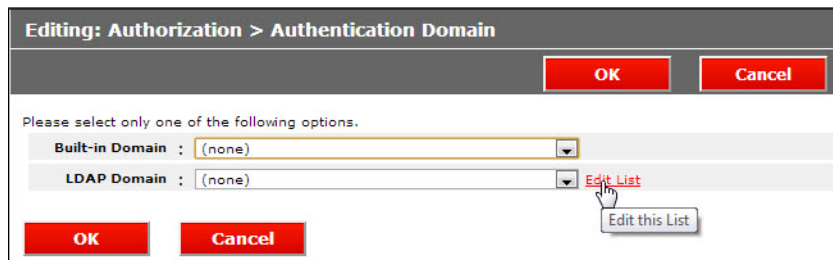 Editing: Authorization > Authentication Domain
OK Cancel
Please select only one of the following options.
Built-in Domain : (none)
LDAP Domain : (none) Edit List
Edit this List
OK Cancel